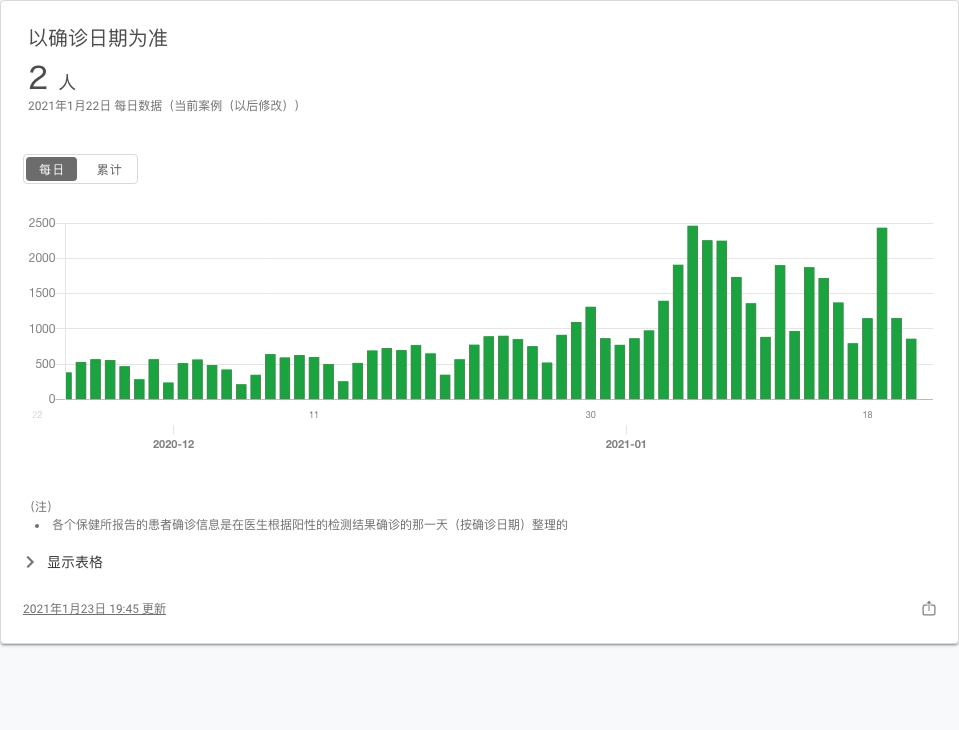 以确诊日期为准
2 人
2021年1月22日 每日数据（当前案例（以后修改））
每日 累计
2500
2000
1500
1000
500
0
22 11 30 18
2020-12 2021-01
（注）
• 各个保健所报告的患者确诊信息是在医生根据阳性的检测结果确诊的那一天（按确诊日期）整理的
显示表格
2021年1月23日 19:45 更新